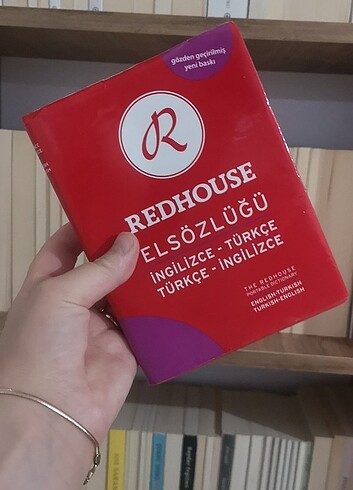 gözden geçirilmiş
yeni baskı
R
REDHOUSE
ELSÖZLÜĞÜ
İNGİLİZCE - TÜRKÇE
TÜRKÇE - İNGİLİZCE
THE REDHOUSE
PORTABLE DICTIONARY
ENGLISH-TURKISH
TURKISH-ENGLISH